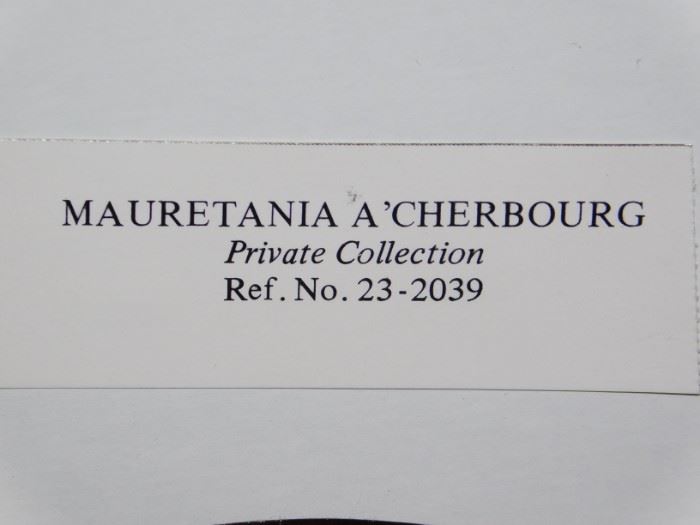 MAURETANIA A'CHERBOURG
Private Collection
Ref. No. 23-2039